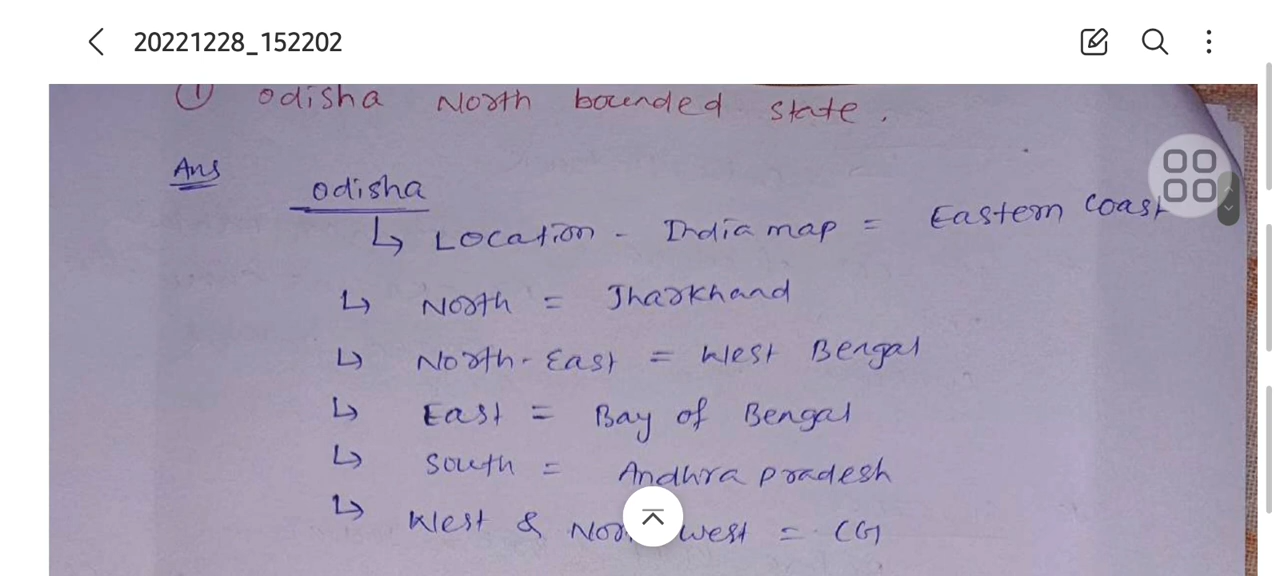 20221228_152202
① odisha North bounded state.
Ans
odisha
↳ Location - India map = Eastern Coast
↳ North = Jharkhand
↳ North-East = West Bengal
↳ East = Bay of Bengal
↳ South = Andhra pradesh
↳ West & west = CG